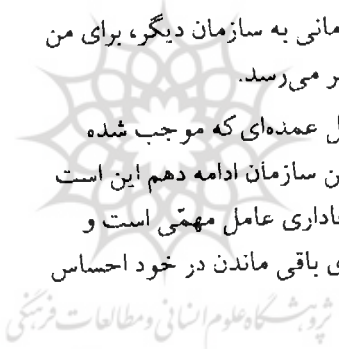 مانی به سازمان دیگر، برای من
ر می‌رسد.
ل عمده‌ای که موجب شده
ن سازمان ادامه دهم این است
فاداری عامل مهمّی است و
ی باقی ماندن در خود احساس
پژوهشگاه علوم انسانی و مطالعات فرهنگی